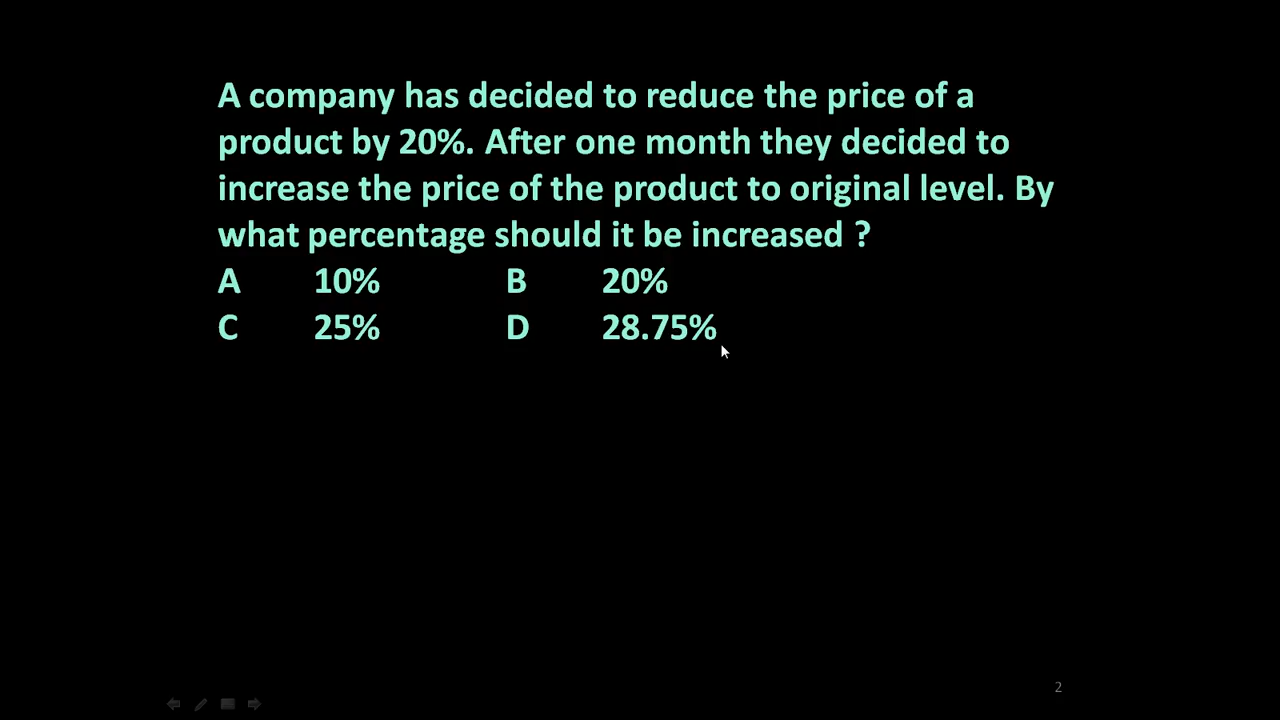 A company has decided to reduce the price of a
product by 20%. After one month they decided to
increase the price of the product to original level. By
what percentage should it be increased ?
A 10% B 20%
C 25% D 28.75%
2